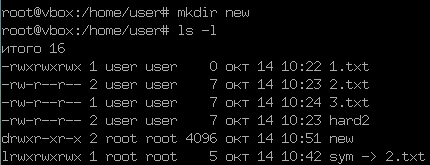 root@vbox:/home/user# mkdir new
root@vbox:/home/user# ls -l
итого 16
-rwxrwxrwx 1 user user    0 окт 14 10:22 1.txt
-rw-r--r-- 2 user user    7 окт 14 10:23 2.txt
-rw-r--r-- 1 user user    7 окт 14 10:24 3.txt
-rw-r--r-- 2 user user    7 окт 14 10:23 hard2
drwxr-xr-x 2 root root 4096 окт 14 10:51 new
lrwxrwxrwx 1 root root    5 окт 14 10:42 sym -> 2.txt